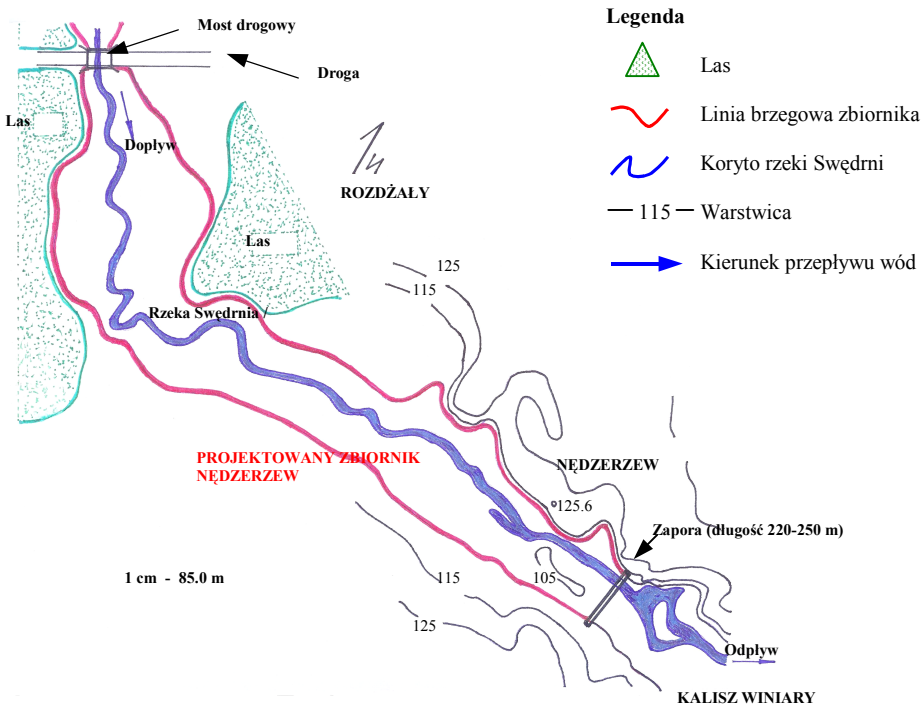 Most drogowy
Droga
Las
Dopływ
ROZDŻAŁY
Las
Rzeka Swędrnia
125
115
PROJEKTOWANY ZBIORNIK
NĘDZERZEW
NĘDZERZEW
125.6
Zapora (długość 220-250 m)
1 cm - 85.0 m
115
105
125
Odpływ
KALISZ WINIARY
Legenda
Las
Linia brzegowa zbiornika
Koryto rzeki Swędrni
115 Warstwica
Kierunek przepływu wód